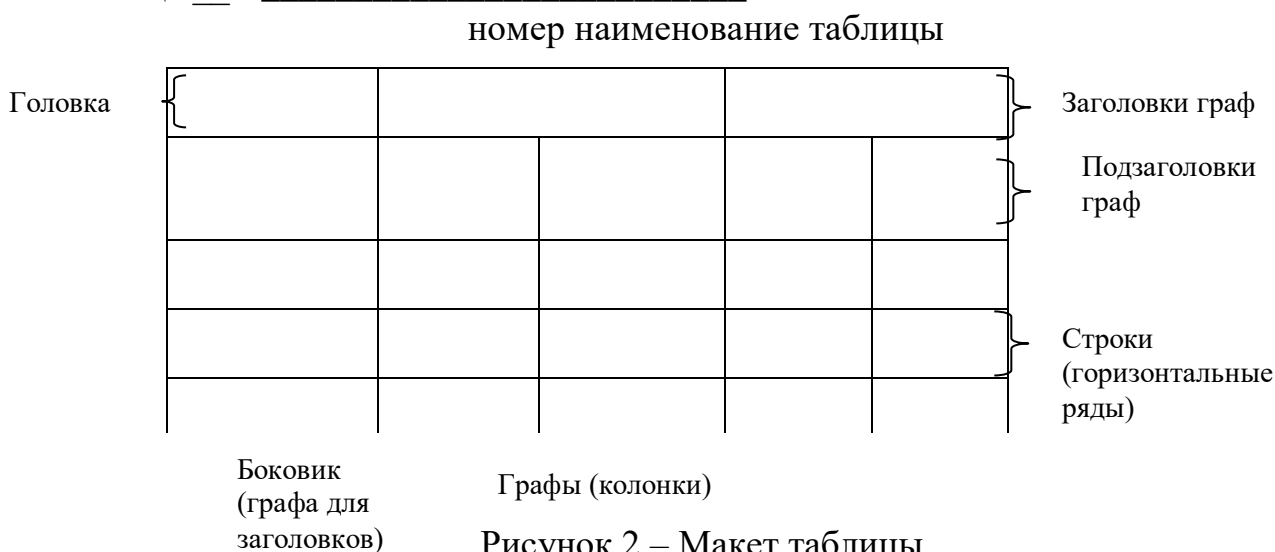 номер наименование таблицы
Головка
Заголовки граф
Подзаголовки
граф
Строки
(горизонтальные
ряды)
Боковик
(графа для
заголовков)
Графы (колонки)
Рисунок 2 – Макет таблицы